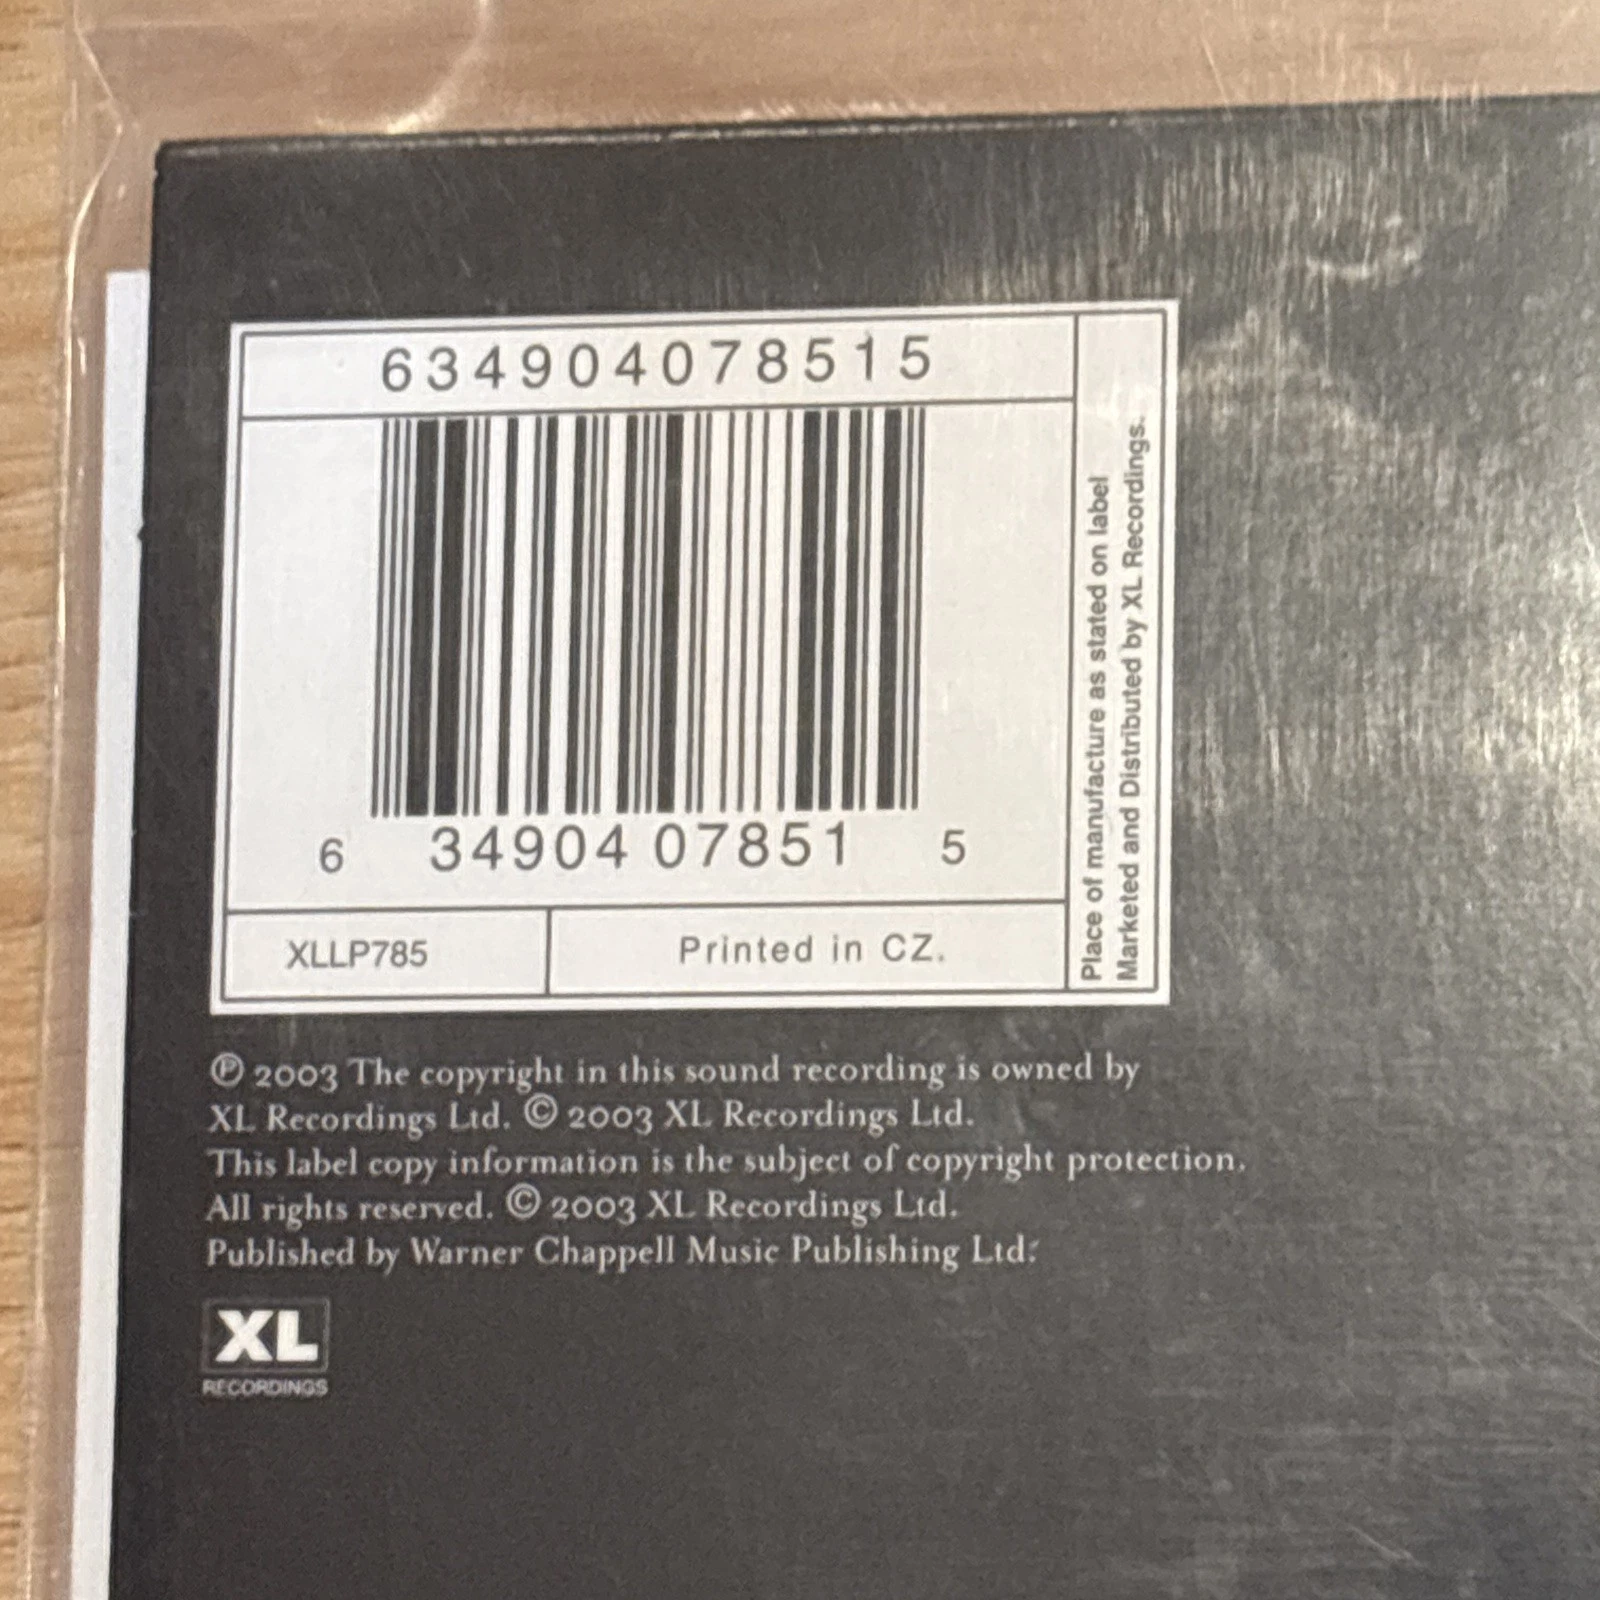 634904078515
6 34904 07851 5
XLLP785
Printed in CZ.
Place of manufacture as stated on label
Marketed and Distributed by XL Recordings.
℗ 2003 The copyright in this sound recording is owned by
XL Recordings Ltd. © 2003 XL Recordings Ltd.
This label copy information is the subject of copyright protection.
All rights reserved. © 2003 XL Recordings Ltd.
Published by Warner Chappell Music Publishing Ltd.
XL
RECORDINGS